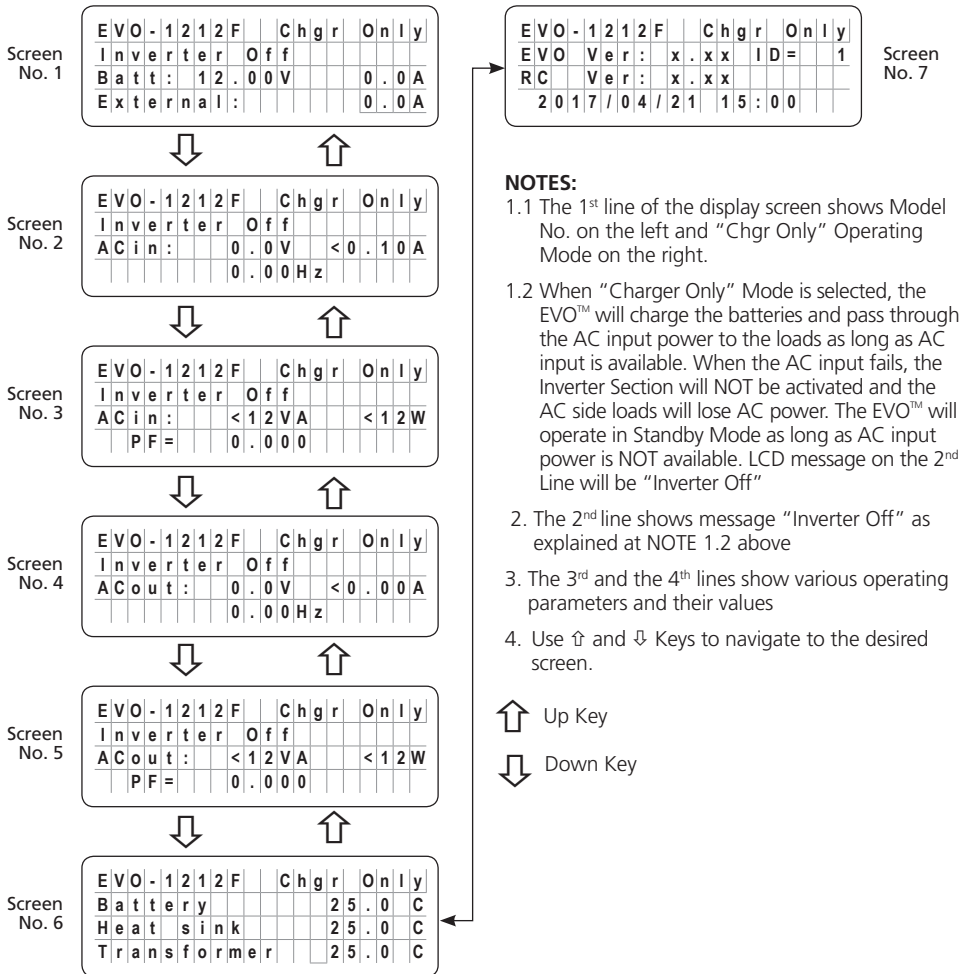 Screen No. 1
EVO-1212F Chgr Only
Inverter Off
Batt: 12.00V 0.0A
External: 0.0A
Screen No. 2
EVO-1212F Chgr Only
Inverter Off
ACin: 0.0V <0.10A
0.00Hz
Screen No. 3
EVO-1212F Chgr Only
Inverter Off
ACin: <12VA <12W
PF= 0.000
Screen No. 4
EVO-1212F Chgr Only
Inverter Off
ACout: 0.0V <0.00A
0.00Hz
Screen No. 5
EVO-1212F Chgr Only
Inverter Off
ACout: <12VA <12W
PF= 0.000
Screen No. 6
EVO-1212F Chgr Only
Battery 25.0 C
Heat sink 25.0 C
Transformer 25.0 C
Screen No. 7
EVO-1212F Chgr Only
EVO Ver: x.xx ID= 1
RC Ver: x.xx
2017/04/21 15:00
NOTES:
1.1 The 1st line of the display screen shows Model
No. on the left and “Chgr Only” Operating
Mode on the right.
1.2 When “Charger Only” Mode is selected, the
EVO™ will charge the batteries and pass through
the AC input power to the loads as long as AC
input is available. When the AC input fails, the
Inverter Section will NOT be activated and the
AC side loads will lose AC power. The EVO™ will
operate in Standby Mode as long as AC input
power is NOT available. LCD message on the 2nd
Line will be “Inverter Off”
2. The 2nd line shows message “Inverter Off” as
explained at NOTE 1.2 above
3. The 3rd and the 4th lines show various operating
parameters and their values
4. Use ⇧ and ⇩ Keys to navigate to the desired
screen.
Up Key
Down Key